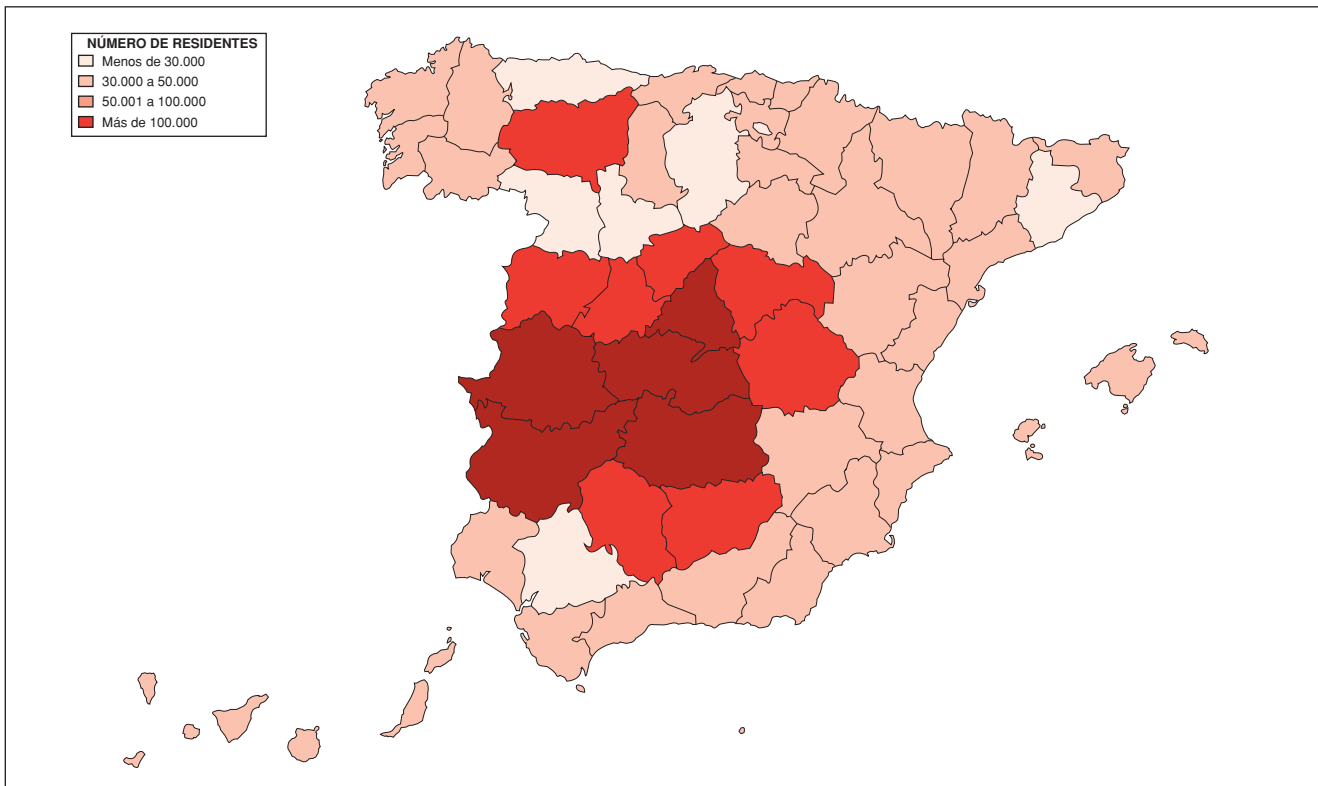 NÚMERO DE RESIDENTES
Menos de 30.000
30.000 a 50.000
50.001 a 100.000
Más de 100.000